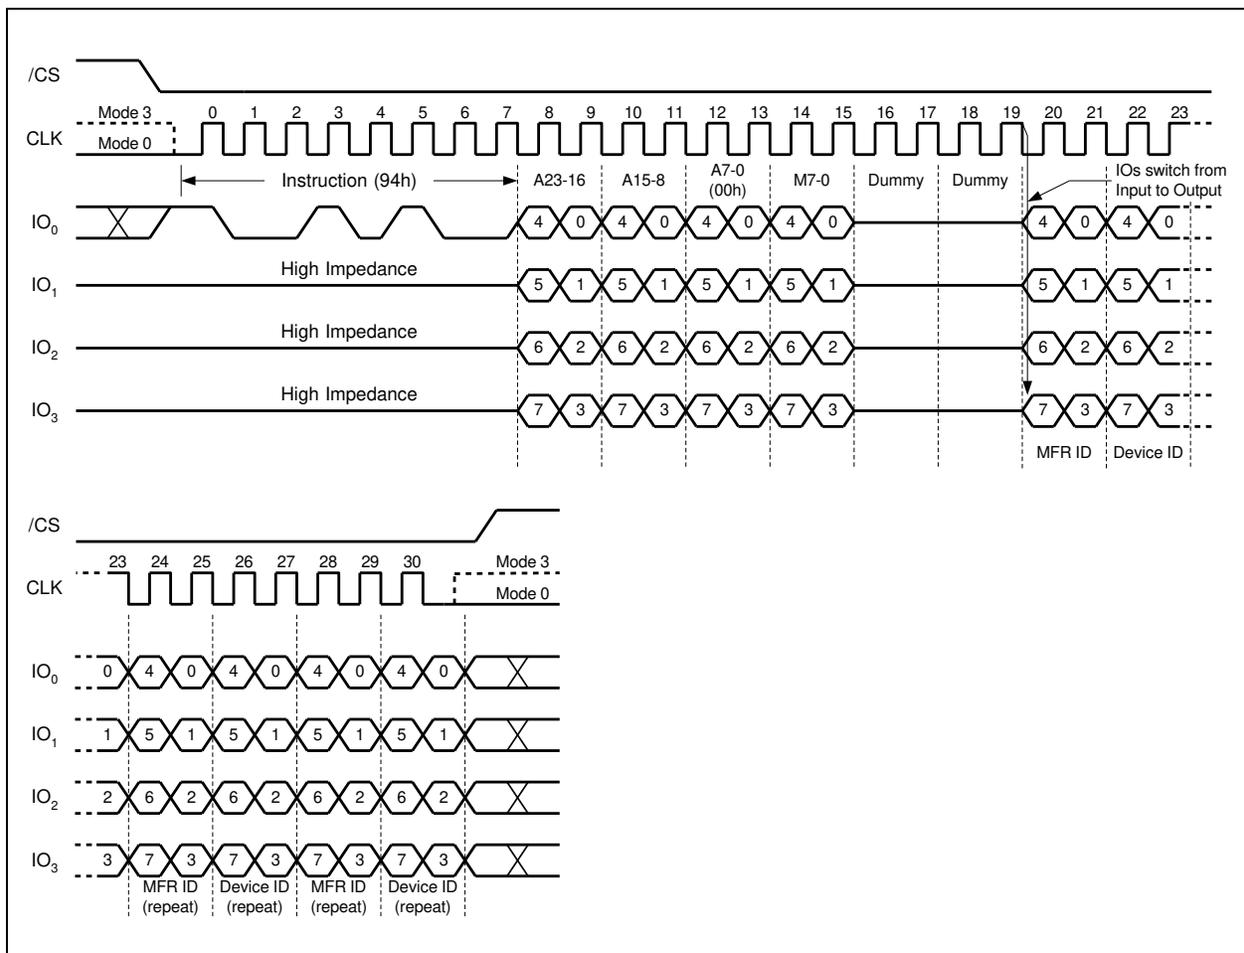 /CS
Mode 3 0 1 2 3 4 5 6 7 8 9 10 11 12 13 14 15 16 17 18 19 20 21 22 23
CLK Mode 0
Instruction (94h) A23-16 A15-8 A7-0 (00h) M7-0 Dummy Dummy IOs switch from
Input to Output
IO0 4 0 4 0 4 0 4 0 4 0 4 0
High Impedance
IO1 5 1 5 1 5 1 5 1 5 1 5 1
High Impedance
IO2 6 2 6 2 6 2 6 2 6 2 6 2
High Impedance
IO3 7 3 7 3 7 3 7 3 7 3 7 3
MFR ID Device ID
/CS
23 24 25 26 27 28 29 30 Mode 3
CLK Mode 0
IO0 0 4 0 4 0 4 0 4 0
IO1 1 5 1 5 1 5 1 5 1
IO2 2 6 2 6 2 6 2 6 2
IO3 3 7 3 7 3 7 3 7 3
MFR ID Device ID MFR ID Device ID
(repeat) (repeat) (repeat) (repeat)